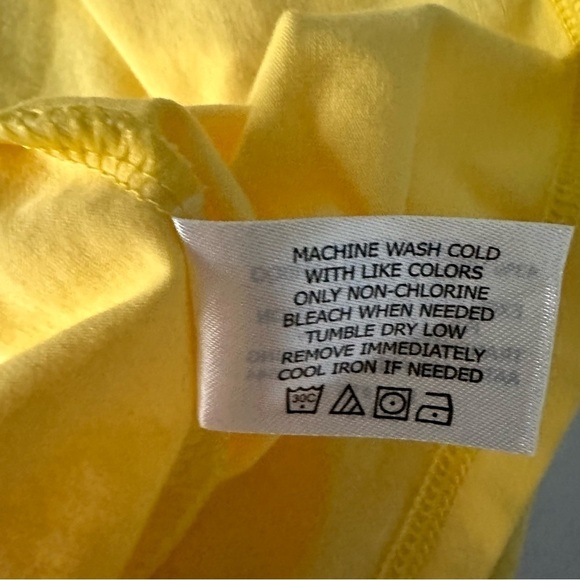 MACHINE WASH COLD
WITH LIKE COLORS
ONLY NON-CHLORINE
BLEACH WHEN NEEDED
TUMBLE DRY LOW
REMOVE IMMEDIATELY
COOL IRON IF NEEDED
30C